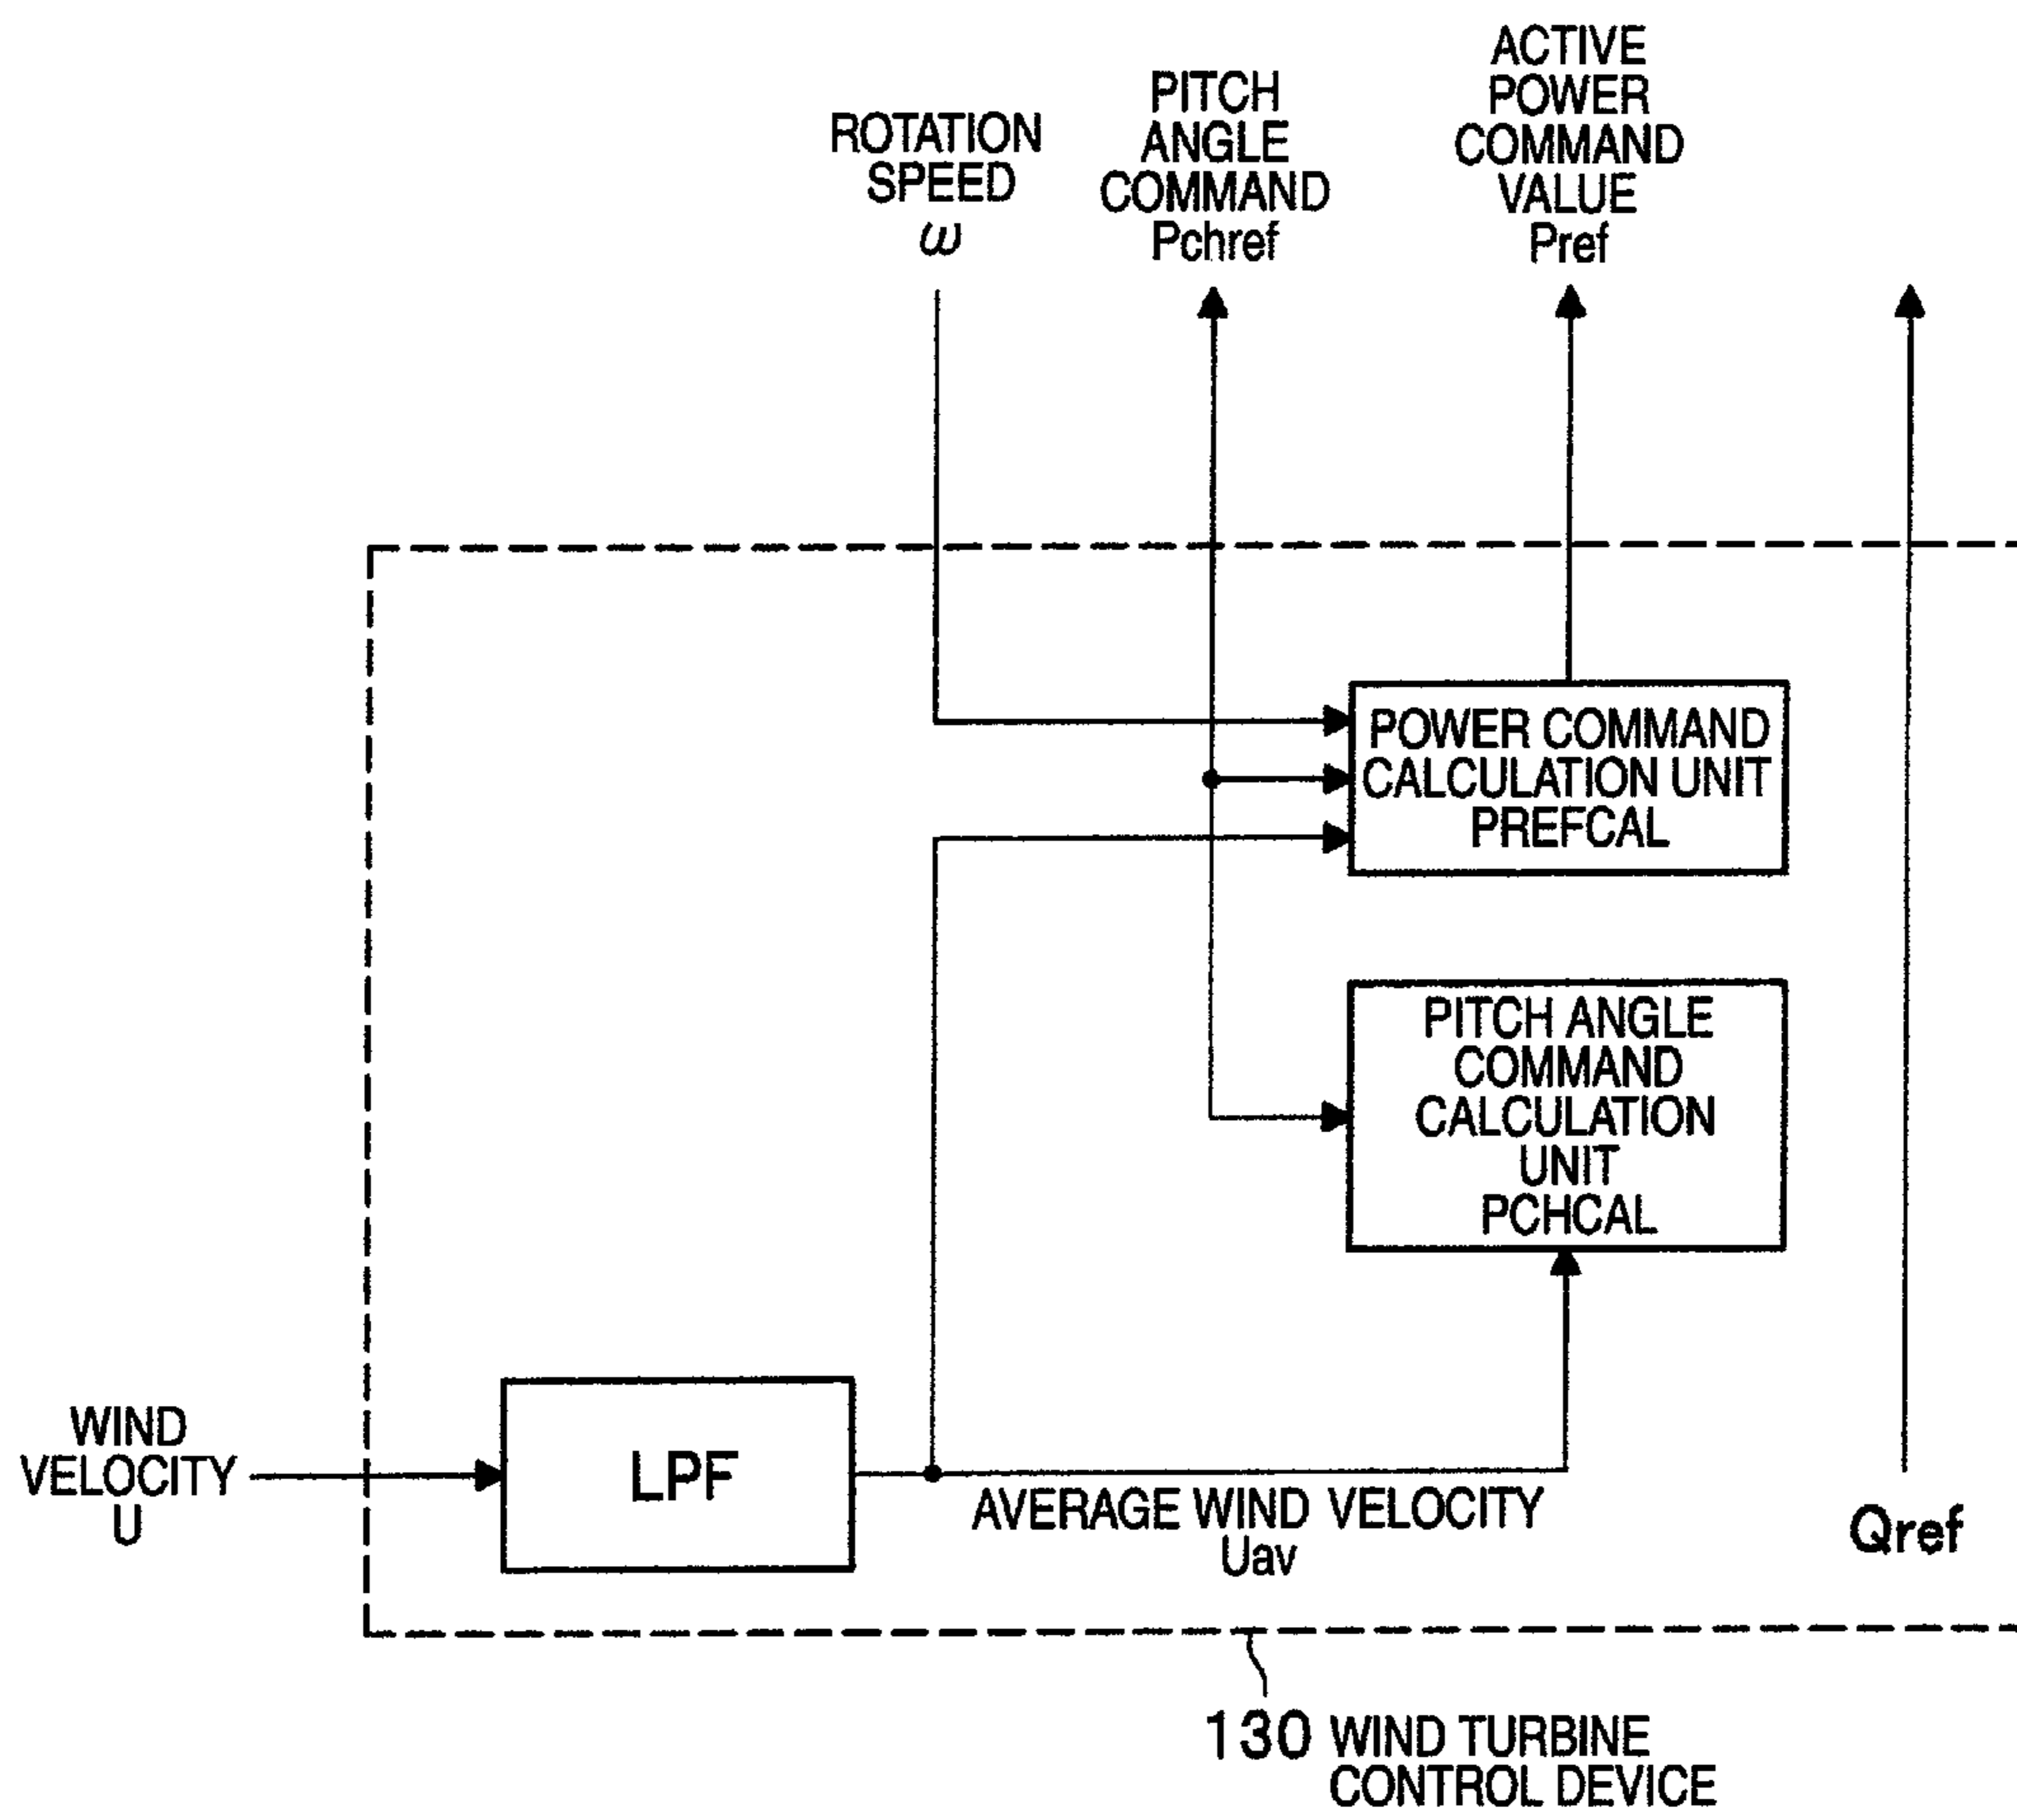 ROTATION
SPEED
ω
PITCH
ANGLE
COMMAND
Pchref
ACTIVE
POWER
COMMAND
VALUE
Pref
POWER COMMAND
CALCULATION UNIT
PREFCAL
PITCH ANGLE
COMMAND
CALCULATION
UNIT
PCHCAL
WIND
VELOCITY
U
LPF
AVERAGE WIND VELOCITY
Uav
Qref
130 WIND TURBINE
CONTROL DEVICE